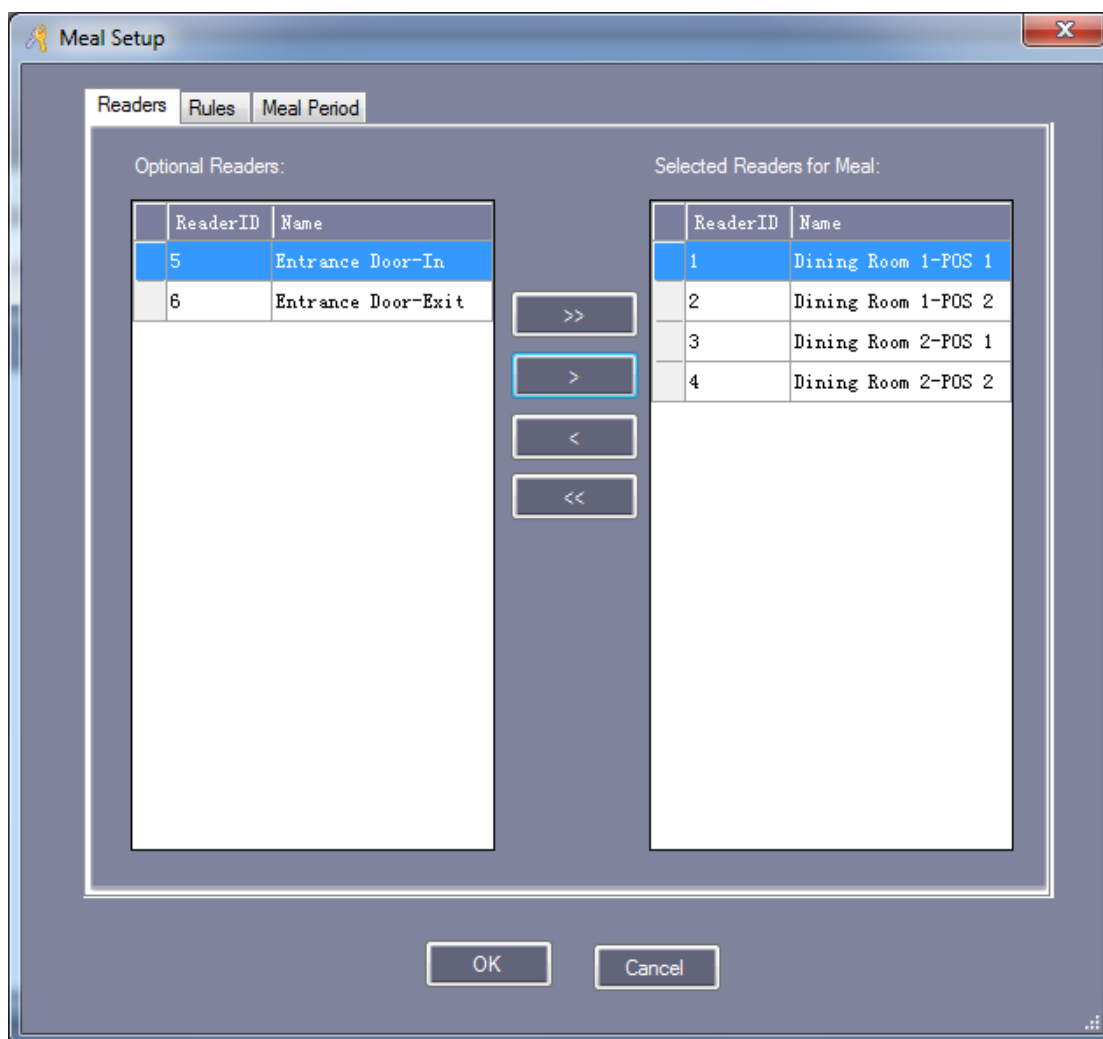 Meal Setup
x
Readers Rules Meal Period
Optional Readers:
ReaderID Name
5 Entrance Door-In
6 Entrance Door-Exit
>>
>
<
<<
Selected Readers for Meal:
ReaderID Name
1 Dining Room 1-POS 1
2 Dining Room 1-POS 2
3 Dining Room 2-POS 1
4 Dining Room 2-POS 2
OK Cancel